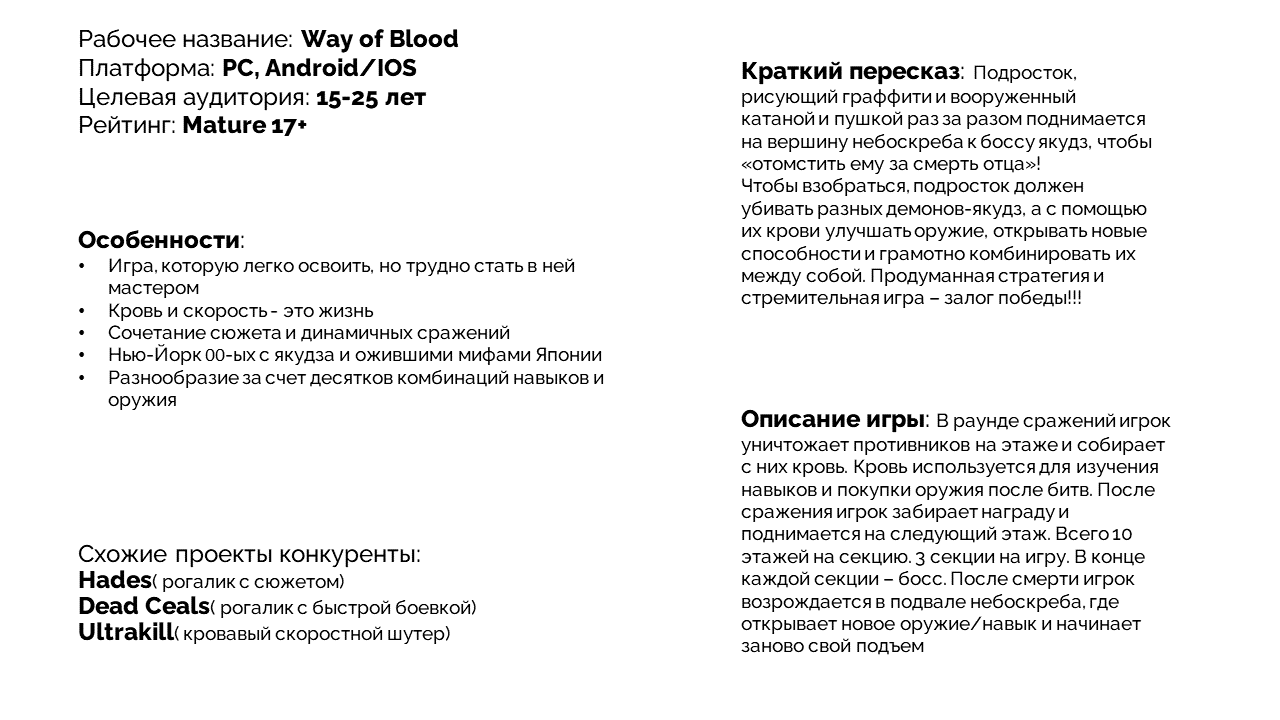 Рабочее название: Way of Blood
Платформа: PC, Android/IOS
Целевая аудитория: 15-25 лет
Рейтинг: Mature 17+
Особенности:
• Игра, которую легко освоить, но трудно стать в ней
мастером
• Кровь и скорость - это жизнь
• Сочетание сюжета и динамичных сражений
• Нью-Йорк 00-ых с якудза и ожившими мифами Японии
• Разнообразие за счет десятков комбинаций навыков и
оружия
Схожие проекты конкуренты:
Hades( рогалик с сюжетом)
Dead Ceals( рогалик с быстрой боевкой)
Ultrakill( кровавый скоростной шутер)
Краткий пересказ: Подросток,
рисующий граффити и вооруженный
катаной и пушкой раз за разом поднимается
на вершину небоскреба к боссу якудз, чтобы
«отомстить ему за смерть отца»!
Чтобы взобраться, подросток должен
убивать разных демонов-якудз, а с помощью
их крови улучшать оружие, открывать новые
способности и грамотно комбинировать их
между собой. Продуманная стратегия и
стремительная игра – залог победы!!!
Описание игры: В раунде сражений игрок
уничтожает противников на этаже и собирает
с них кровь. Кровь используется для изучения
навыков и покупки оружия после битв. После
сражения игрок забирает награду и
поднимается на следующий этаж. Всего 10
этажей на секцию. 3 секции на игру. В конце
каждой секции – босс. После смерти игрок
возрождается в подвале небоскреба, где
открывает новое оружие/навык и начинает
заново свой подъем